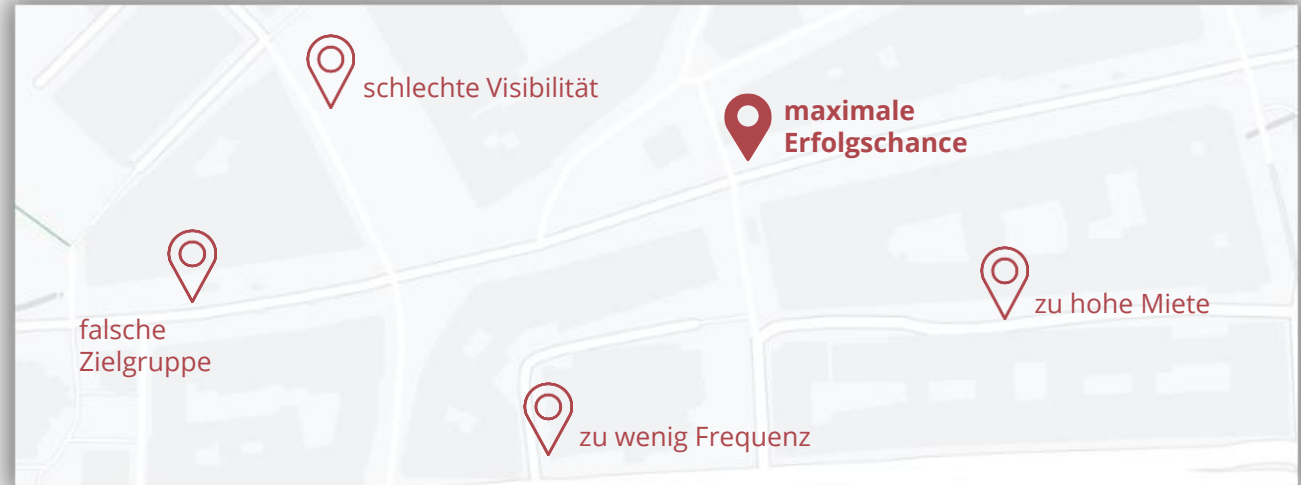 schlechte Visibilität
maximale
Erfolgschance
falsche
Zielgruppe
zu hohe Miete
zu wenig Frequenz